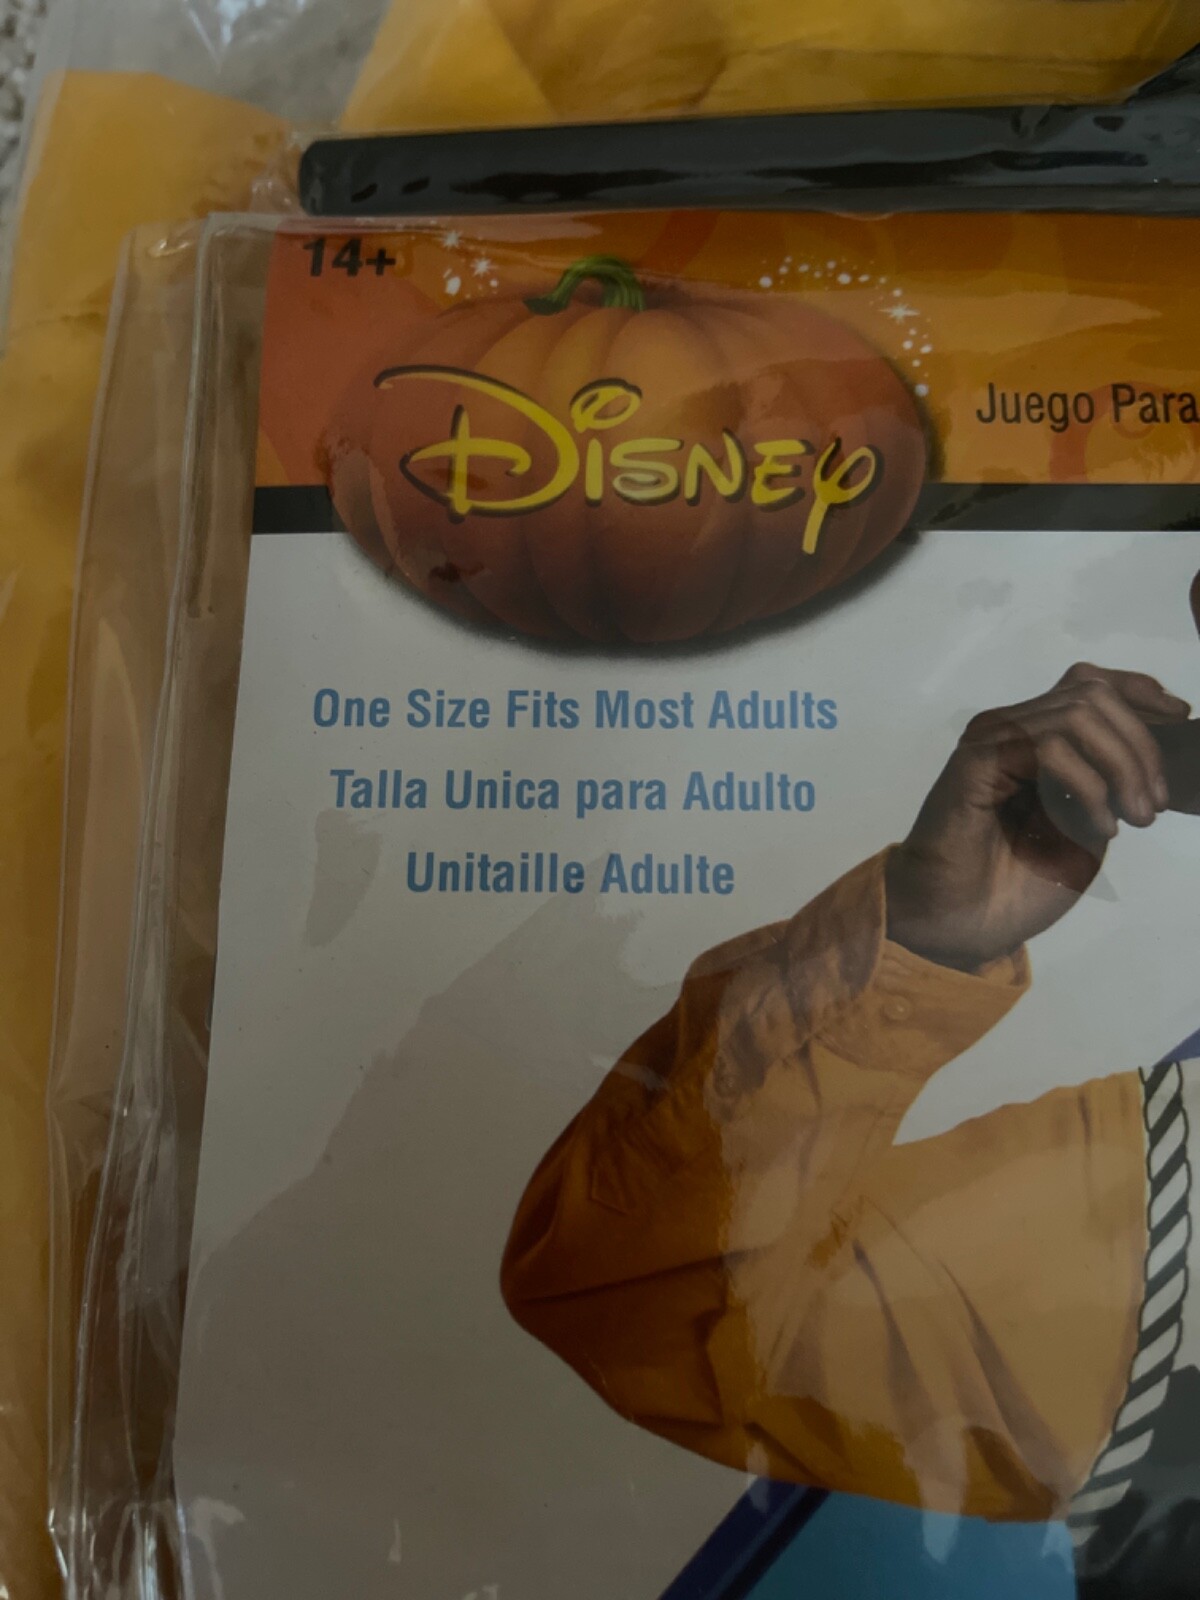 14+
Disney
Juego Para
One Size Fits Most Adults
Talla Unica para Adulto
Unitaille Adulte